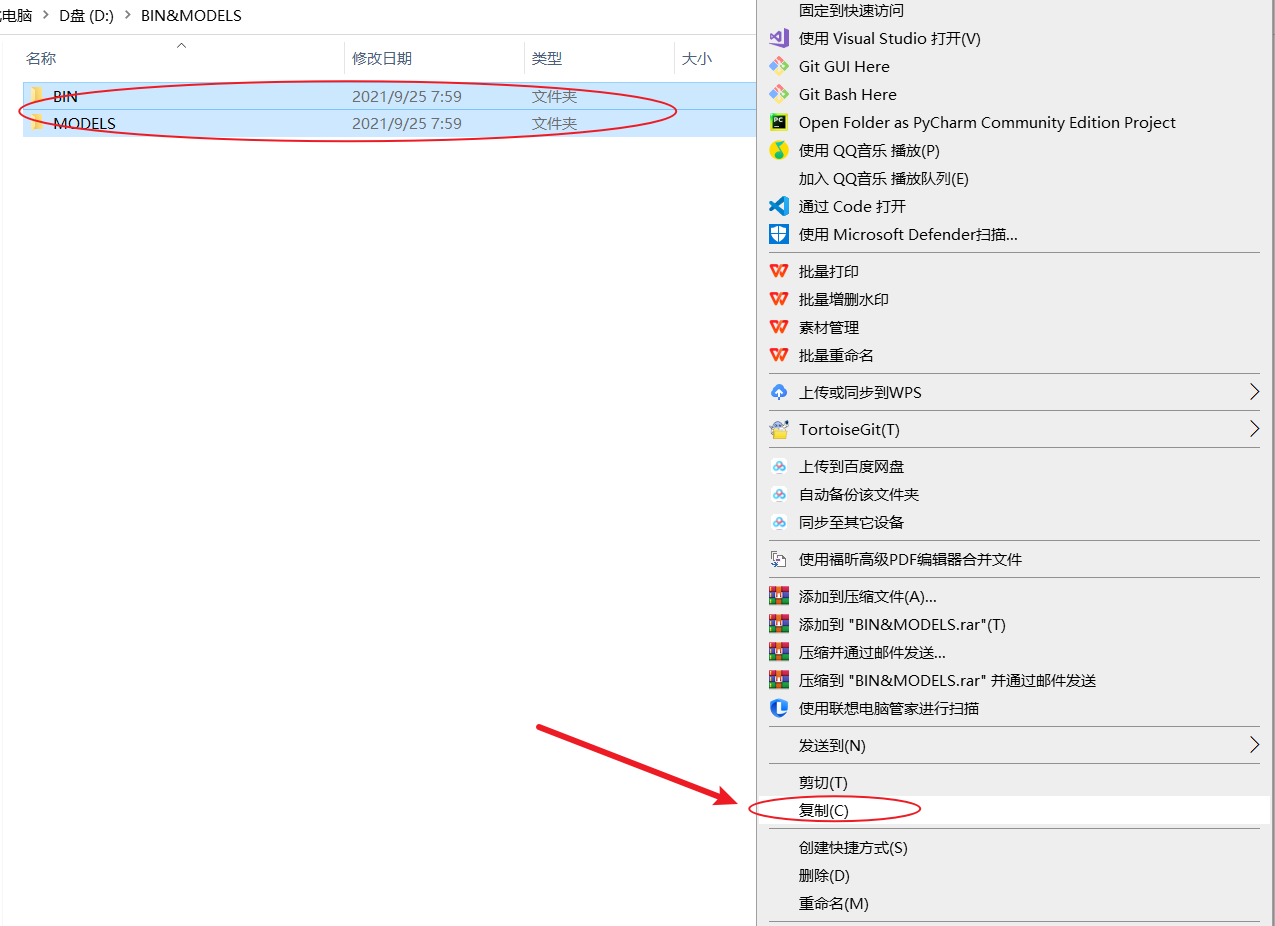 电脑 > D盘 (D:) > BIN&MODELS
名称 修改日期 类型 大小
BIN 2021/9/25 7:59 文件夹
MODELS 2021/9/25 7:59 文件夹
固定到快速访问
使用 Visual Studio 打开(V)
Git GUI Here
Git Bash Here
Open Folder as PyCharm Community Edition Project
使用 QQ音乐 播放(P)
加入 QQ音乐 播放队列(E)
通过 Code 打开
使用 Microsoft Defender扫描...
批量打印
批量增删水印
素材管理
批量重命名
上传或同步到WPS
TortoiseGit(T)
上传到百度网盘
自动备份该文件夹
同步至其它设备
使用福昕高级PDF编辑器合并文件
添加到压缩文件(A)...
添加到 "BIN&MODELS.rar"(T)
压缩并通过邮件发送...
压缩到 "BIN&MODELS.rar" 并通过邮件发送
使用联想电脑管家进行扫描
发送到(N)
剪切(T)
复制(C)
创建快捷方式(S)
删除(D)
重命名(M)